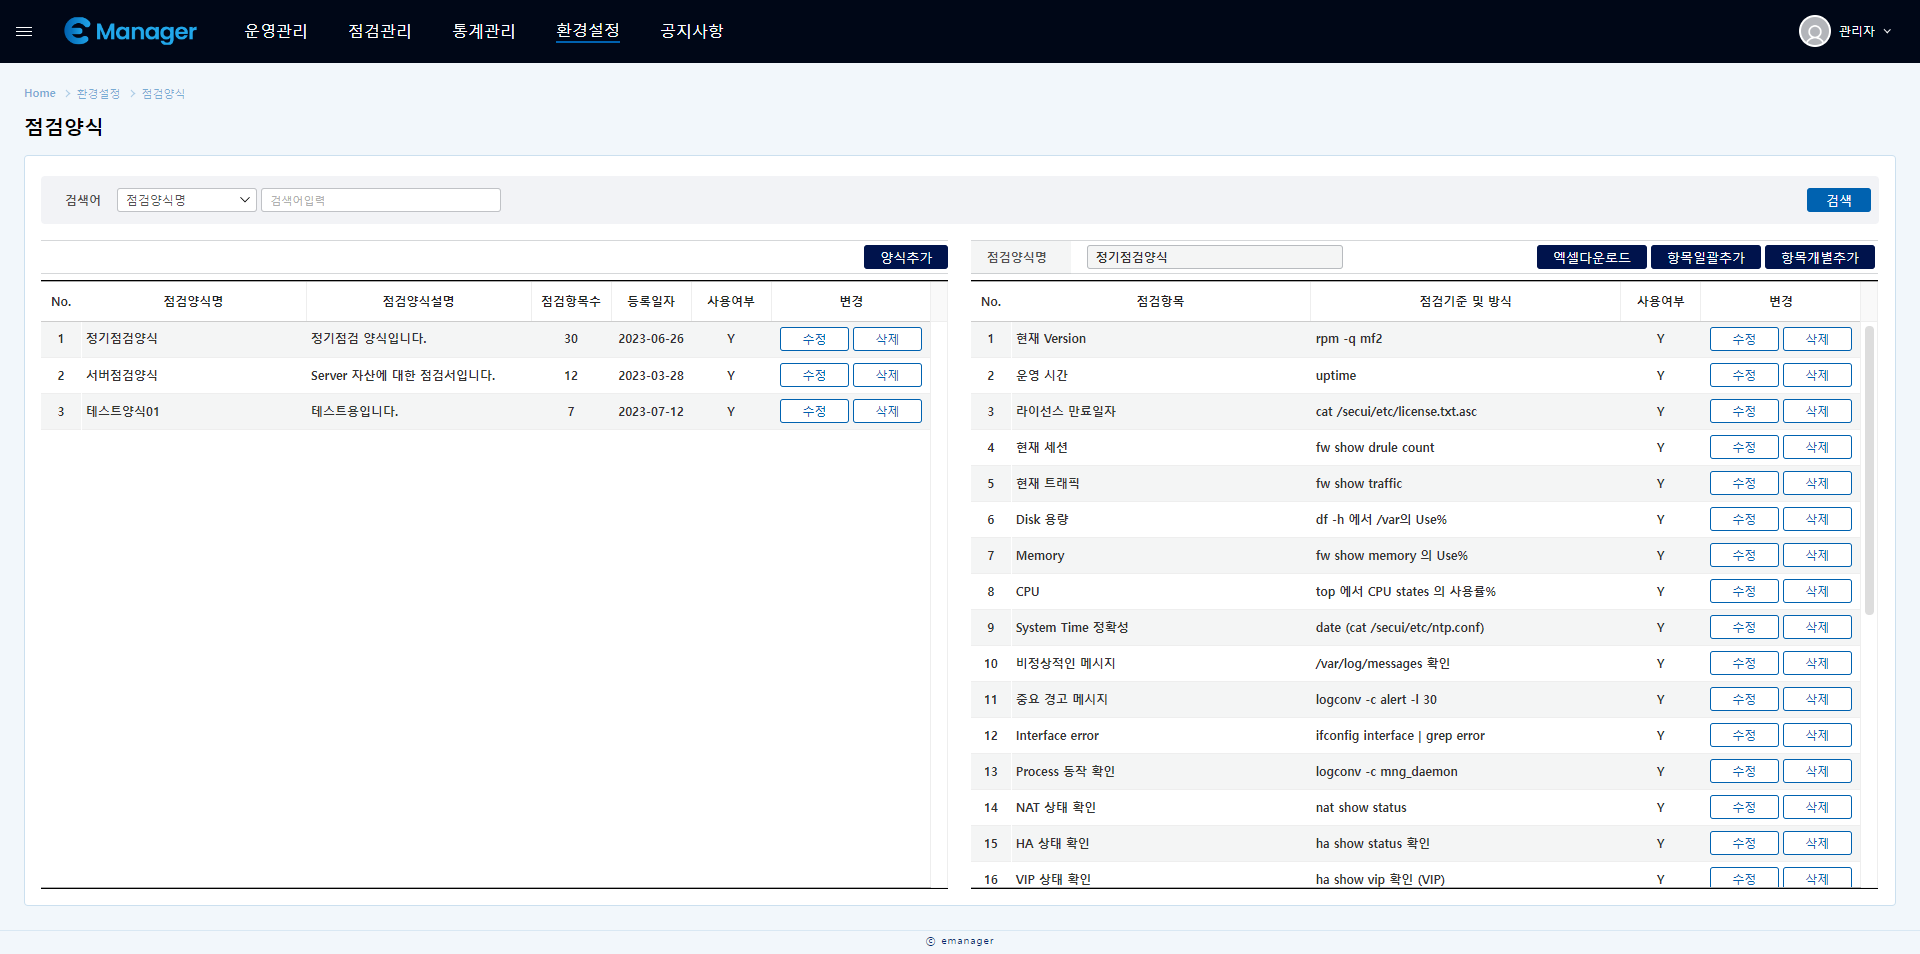 Manager 운영관리 점검관리 통계관리 환경설정 공지사항 관리자
Home 환경설정 점검양식
점검양식
검색어 점검양식명 검색어입력 검색
양식추가
No. 점검양식명 점검양식설명 점검항목수 등록일자 사용여부 변경
1 정기점검양식 정기점검 양식입니다. 30 2023-06-26 Y 수정 삭제
2 서버점검양식 Server 자산에 대한 점검서입니다. 12 2023-03-28 Y 수정 삭제
3 테스트양식01 테스트용입니다. 7 2023-07-12 Y 수정 삭제
점검양식명 정기점검양식 엑셀다운로드 항목일괄추가 항목개별추가
No. 점검항목 점검기준 및 방식 사용여부 변경
1 현재 Version rpm -q mf2 Y 수정 삭제
2 운영 시간 uptime Y 수정 삭제
3 라이선스 만료일자 cat /secui/etc/license.txt.asc Y 수정 삭제
4 현재 세션 fw show drule count Y 수정 삭제
5 현재 트래픽 fw show traffic Y 수정 삭제
6 Disk 용량 df -h 에서 /var의 Use% Y 수정 삭제
7 Memory fw show memory 의 Use% Y 수정 삭제
8 CPU top 에서 CPU states 의 사용률% Y 수정 삭제
9 System Time 정확성 date (cat /secui/etc/ntp.conf) Y 수정 삭제
10 비정상적인 메시지 /var/log/messages 확인 Y 수정 삭제
11 중요 경고 메시지 logconv -c alert -l 30 Y 수정 삭제
12 Interface error ifconfig interface | grep error Y 수정 삭제
13 Process 동작 확인 logconv -c mng_daemon Y 수정 삭제
14 NAT 상태 확인 nat show status Y 수정 삭제
15 HA 상태 확인 ha show status 확인 Y 수정 삭제
16 VIP 상태 확인 ha show vip 확인 (VIP) Y 수정 삭제
ⓒ emanager